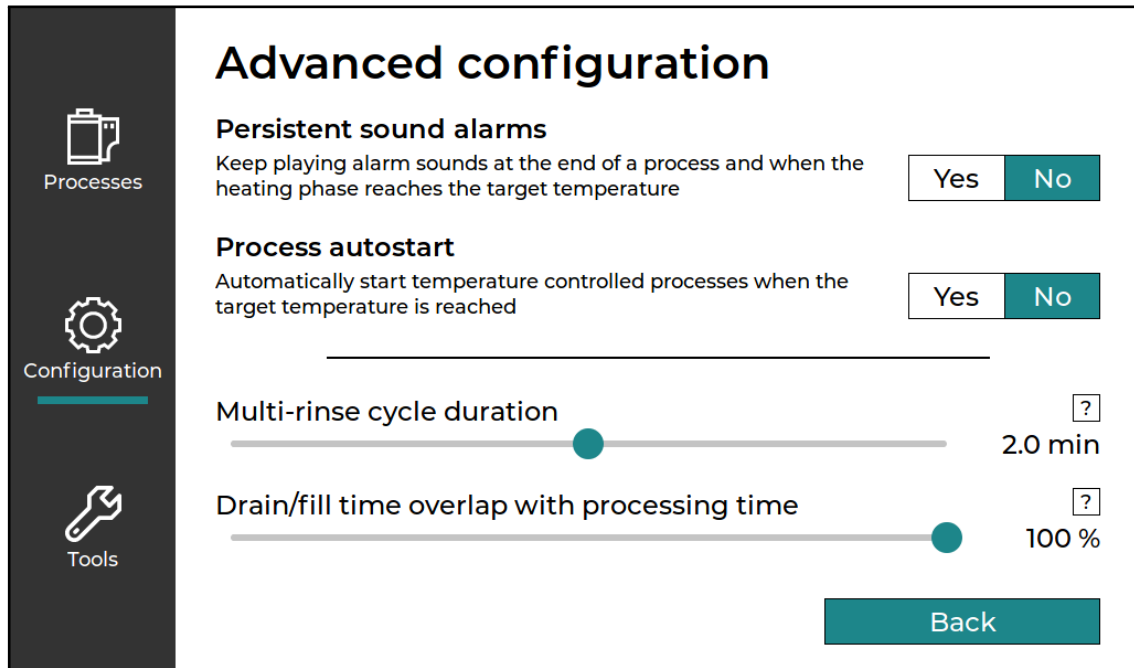 Advanced configuration
Persistent sound alarms
Keep playing alarm sounds at the end of a process and when the
heating phase reaches the target temperature
Yes No
Processes
Process autostart
Automatically start temperature controlled processes when the
target temperature is reached
Yes No
Configuration
Multi-rinse cycle duration
?
2.0 min
Drain/fill time overlap with processing time
?
100 %
Tools
Back